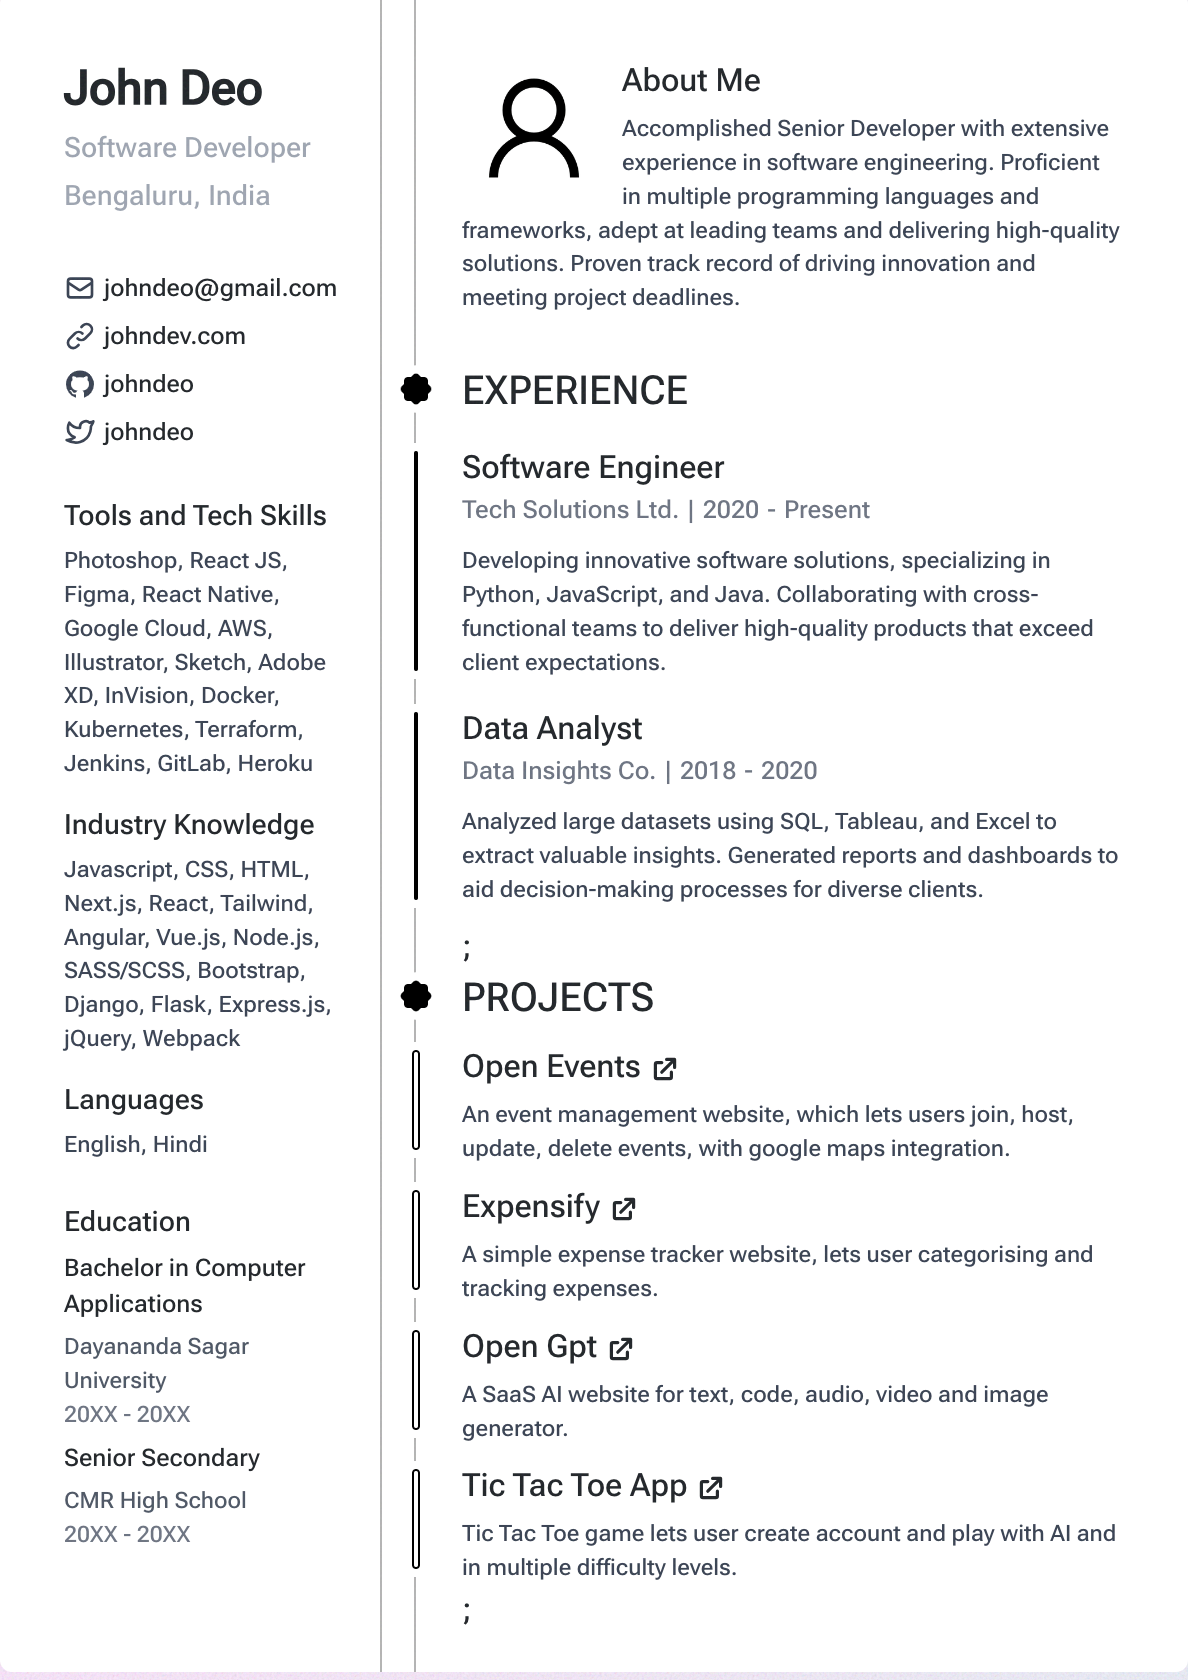 John Deo
Software Developer
Bengaluru, India
johndeo@gmail.com
johndev.com
johndeo
johndeo
Tools and Tech Skills
Photoshop, React JS,
Figma, React Native,
Google Cloud, AWS,
Illustrator, Sketch, Adobe
XD, InVision, Docker,
Kubernetes, Terraform,
Jenkins, GitLab, Heroku
Industry Knowledge
Javascript, CSS, HTML,
Next.js, React, Tailwind,
Angular, Vue.js, Node.js,
SASS/SCSS, Bootstrap,
Django, Flask, Express.js,
jQuery, Webpack
Languages
English, Hindi
Education
Bachelor in Computer
Applications
Dayananda Sagar
University
20XX - 20XX
Senior Secondary
CMR High School
20XX - 20XX
About Me
Accomplished Senior Developer with extensive
experience in software engineering. Proficient
in multiple programming languages and
frameworks, adept at leading teams and delivering high-quality
solutions. Proven track record of driving innovation and
meeting project deadlines.
EXPERIENCE
Software Engineer
Tech Solutions Ltd. | 2020 - Present
Developing innovative software solutions, specializing in
Python, JavaScript, and Java. Collaborating with cross-
functional teams to deliver high-quality products that exceed
client expectations.
Data Analyst
Data Insights Co. | 2018 - 2020
Analyzed large datasets using SQL, Tableau, and Excel to
extract valuable insights. Generated reports and dashboards to
aid decision-making processes for diverse clients.
;
PROJECTS
Open Events
An event management website, which lets users join, host,
update, delete events, with google maps integration.
Expensify
A simple expense tracker website, lets user categorising and
tracking expenses.
Open Gpt
A SaaS AI website for text, code, audio, video and image
generator.
Tic Tac Toe App
Tic Tac Toe game lets user create account and play with AI and
in multiple difficulty levels.
;